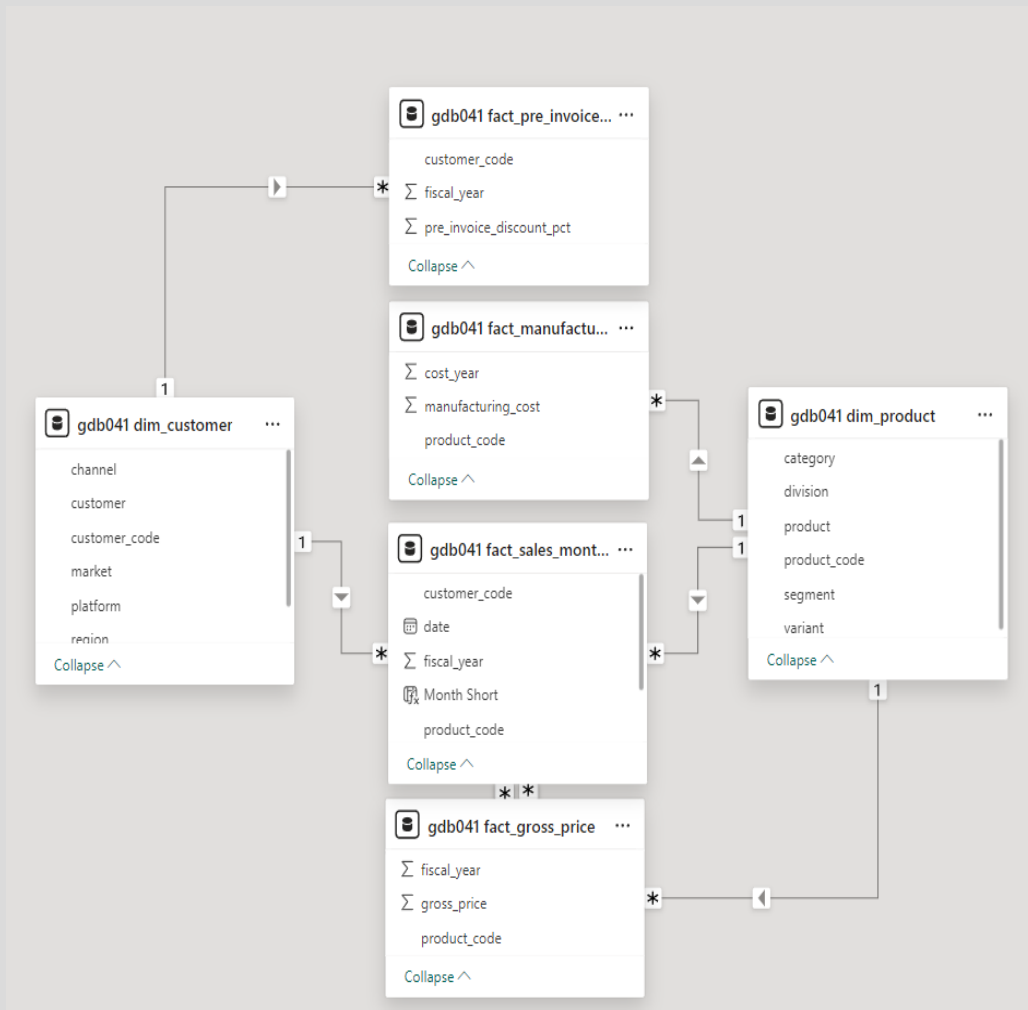 gdb041 fact_pre_invoice... ...
customer_code
Σ fiscal_year
Σ pre_invoice_discount_pct
Collapse
*
1
gdb041 fact_manufactu... ...
Σ cost_year
Σ manufacturing_cost
product_code
Collapse
*
gdb041 dim_customer ...
channel
customer
customer_code
market
platform
region
Collapse
1
*
gdb041 dim_product ...
category
division
product
product_code
segment
variant
Collapse
1
1
1
gdb041 fact_sales_mont... ...
customer_code
date
Σ fiscal_year
Month Short
product_code
Collapse
*
* *
gdb041 fact_gross_price ...
Σ fiscal_year
Σ gross_price
product_code
Collapse
*